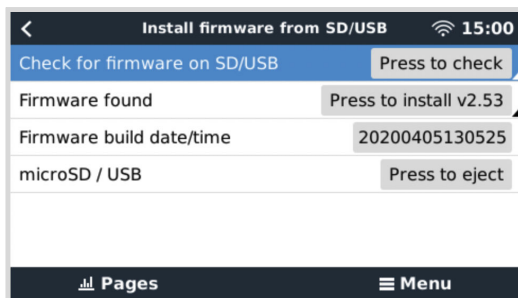 Install firmware from SD/USB 15:00
Check for firmware on SD/USB Press to check
Firmware found Press to install v2.53
Firmware build date/time 20200405130525
microSD / USB Press to eject
Pages Menu